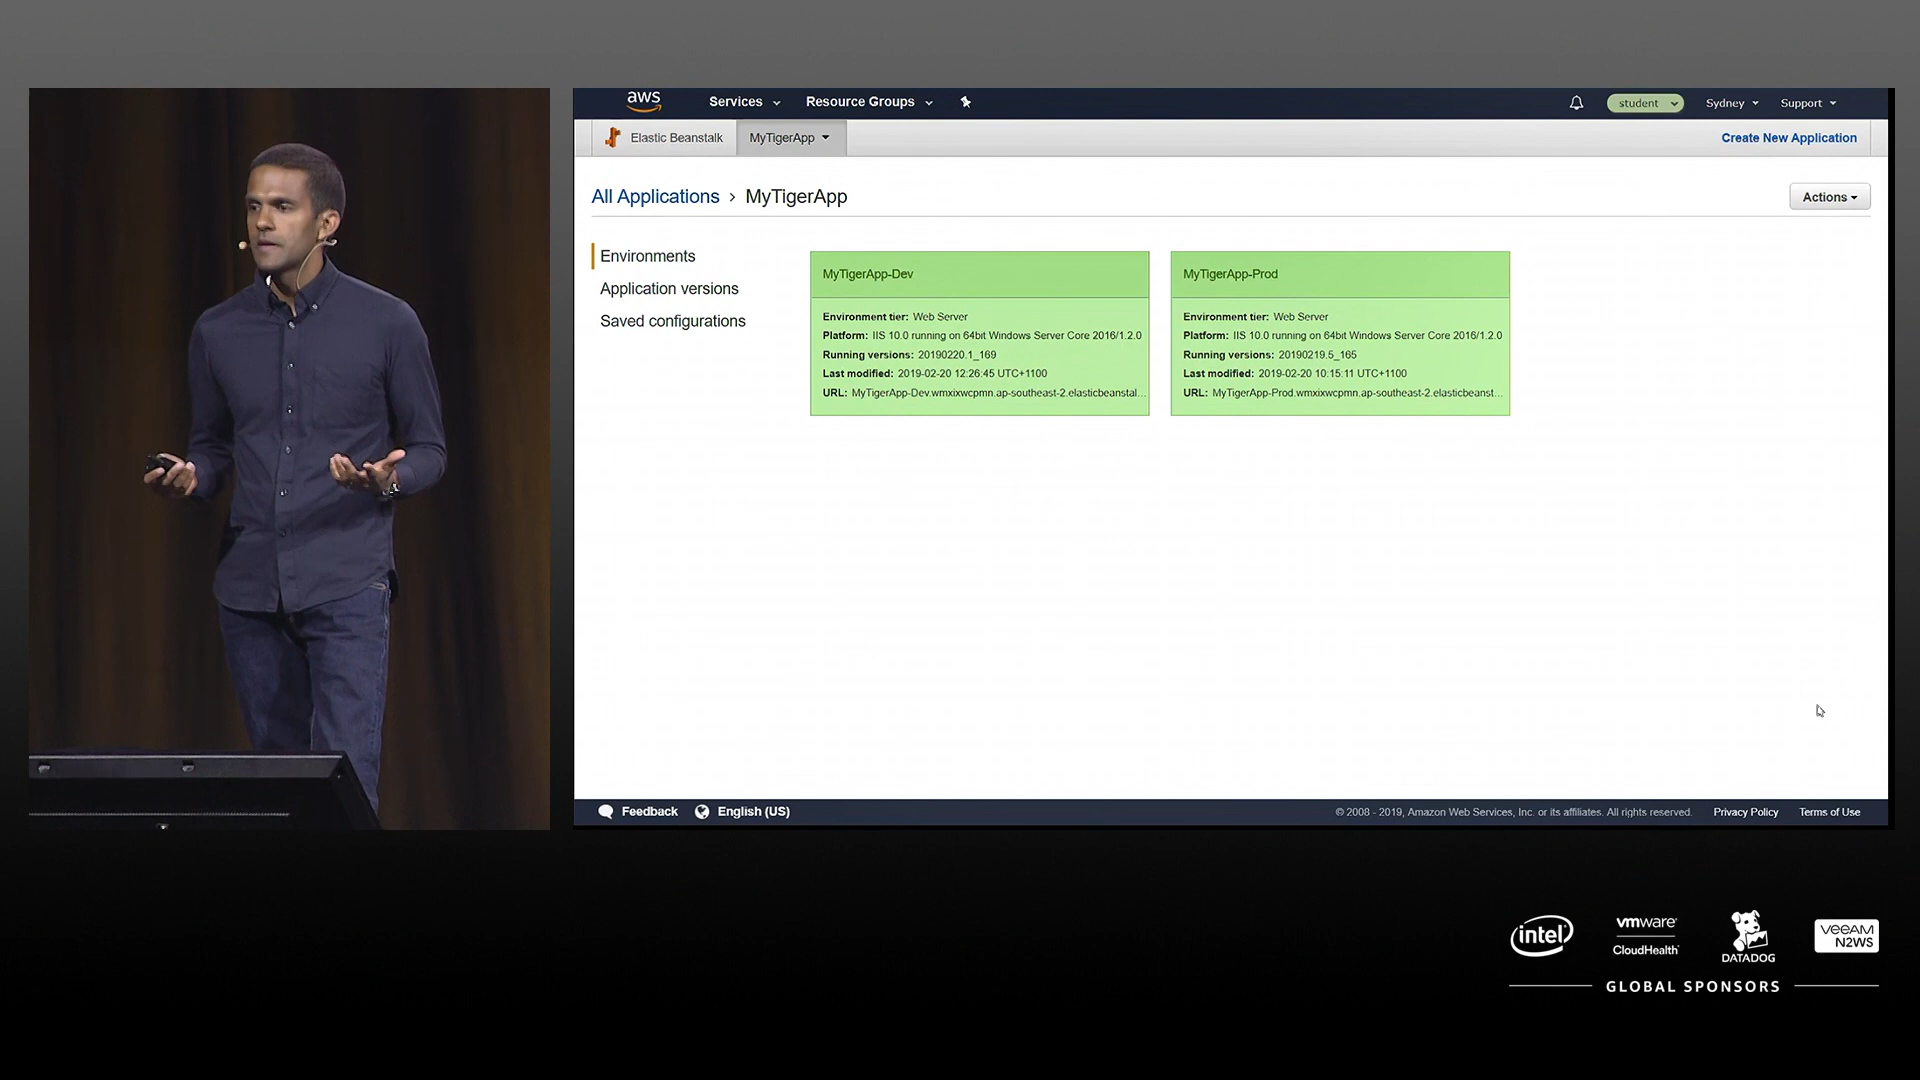 aws Services Resource Groups student Sydney Support
Elastic Beanstalk MyTigerApp Create New Application
All Applications › MyTigerApp Actions
Environments
Application versions
Saved configurations
MyTigerApp-Dev
Environment tier: Web Server
Platform: IIS 10.0 running on 64bit Windows Server Core 2016/1.2.0
Running versions: 20190220.1_169
Last modified: 2019-02-20 12:26:45 UTC+1100
URL: MyTigerApp-Dev.wmxixwcpmn.ap-southeast-2.elasticbeanstal...
MyTigerApp-Prod
Environment tier: Web Server
Platform: IIS 10.0 running on 64bit Windows Server Core 2016/1.2.0
Running versions: 20190219.5_165
Last modified: 2019-02-20 10:15:11 UTC+1100
URL: MyTigerApp-Prod.wmxixwcpmn.ap-southeast-2.elasticbeanst...
Feedback English (US) © 2008 - 2019, Amazon Web Services, Inc. or its affiliates. All rights reserved. Privacy Policy Terms of Use
intel
vmware
CloudHealth
DATADOG
veeAM
N2WS
GLOBAL SPONSORS